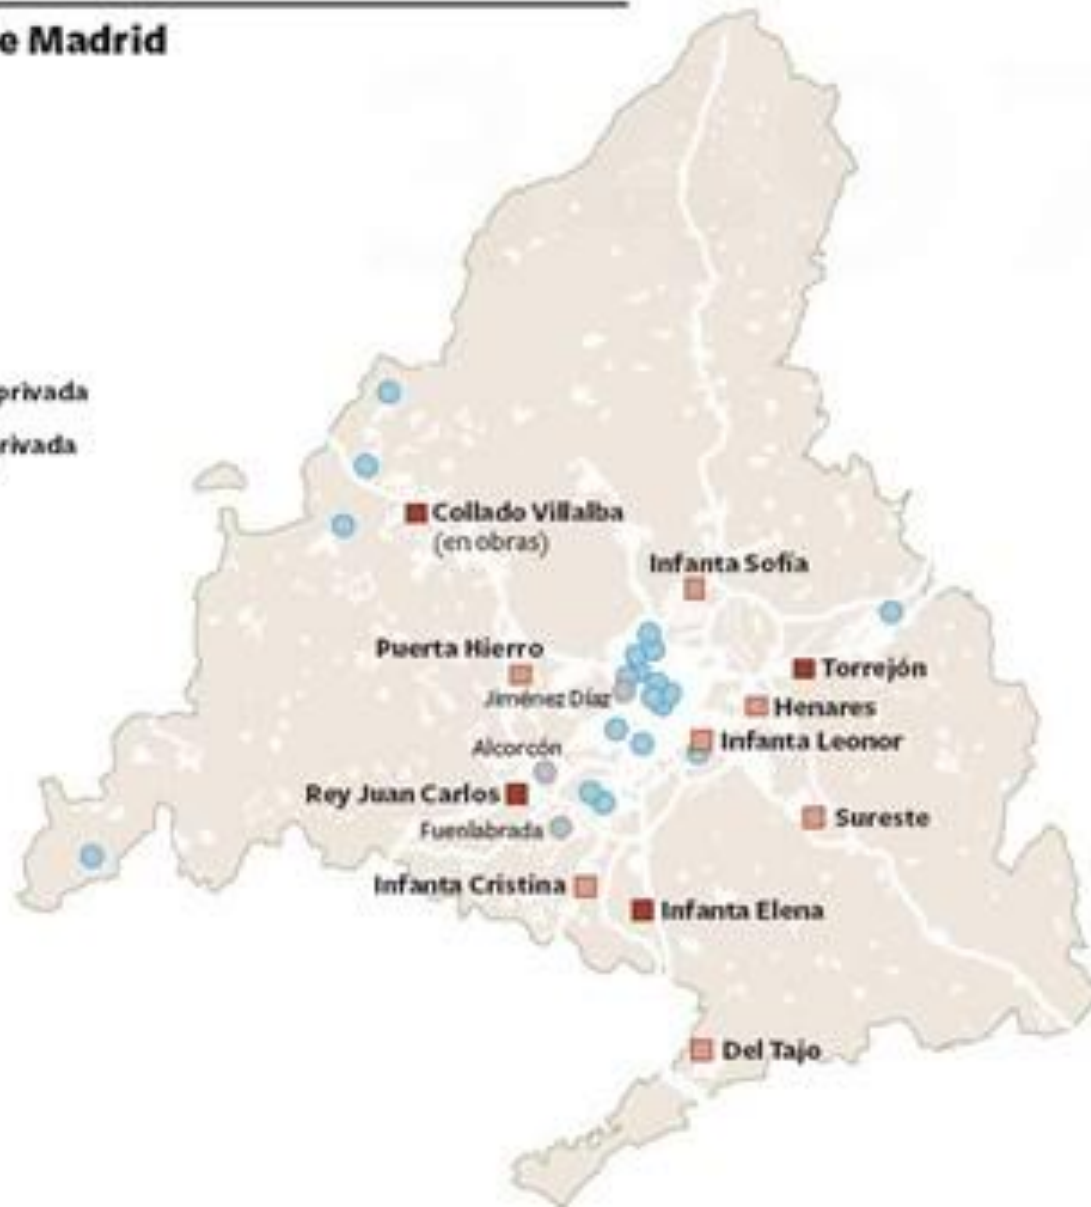 e Madrid
privada
rivada
Collado Villalba
(en obras)
Infanta Sofía
Puerta Hierro
Torrejón
Jiménez Díaz
Henares
Infanta Leonor
Alcorcón
Rey Juan Carlos
Sureste
Fuenlabrada
Infanta Cristina
Infanta Elena
Del Tajo